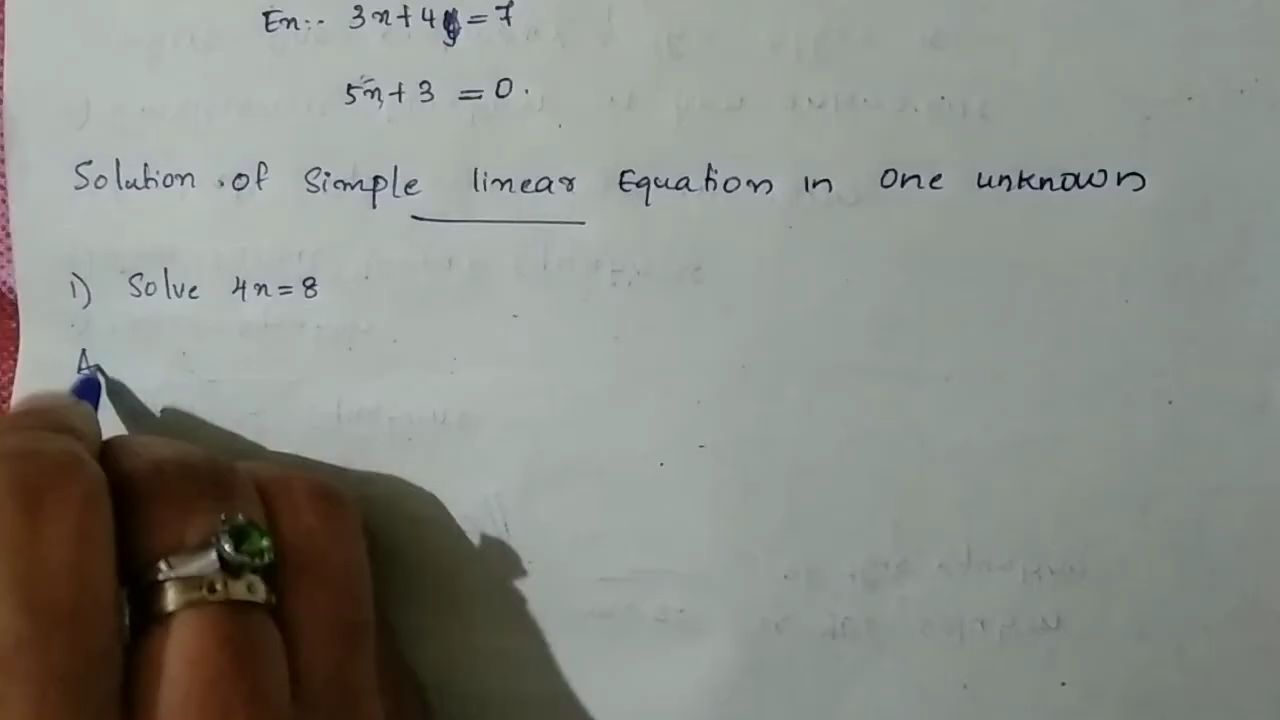 Ex:- 3x+4y=7
5x+3 =0.
Solution of Simple linear Equation in One unknown
1) Solve 4x=8
A